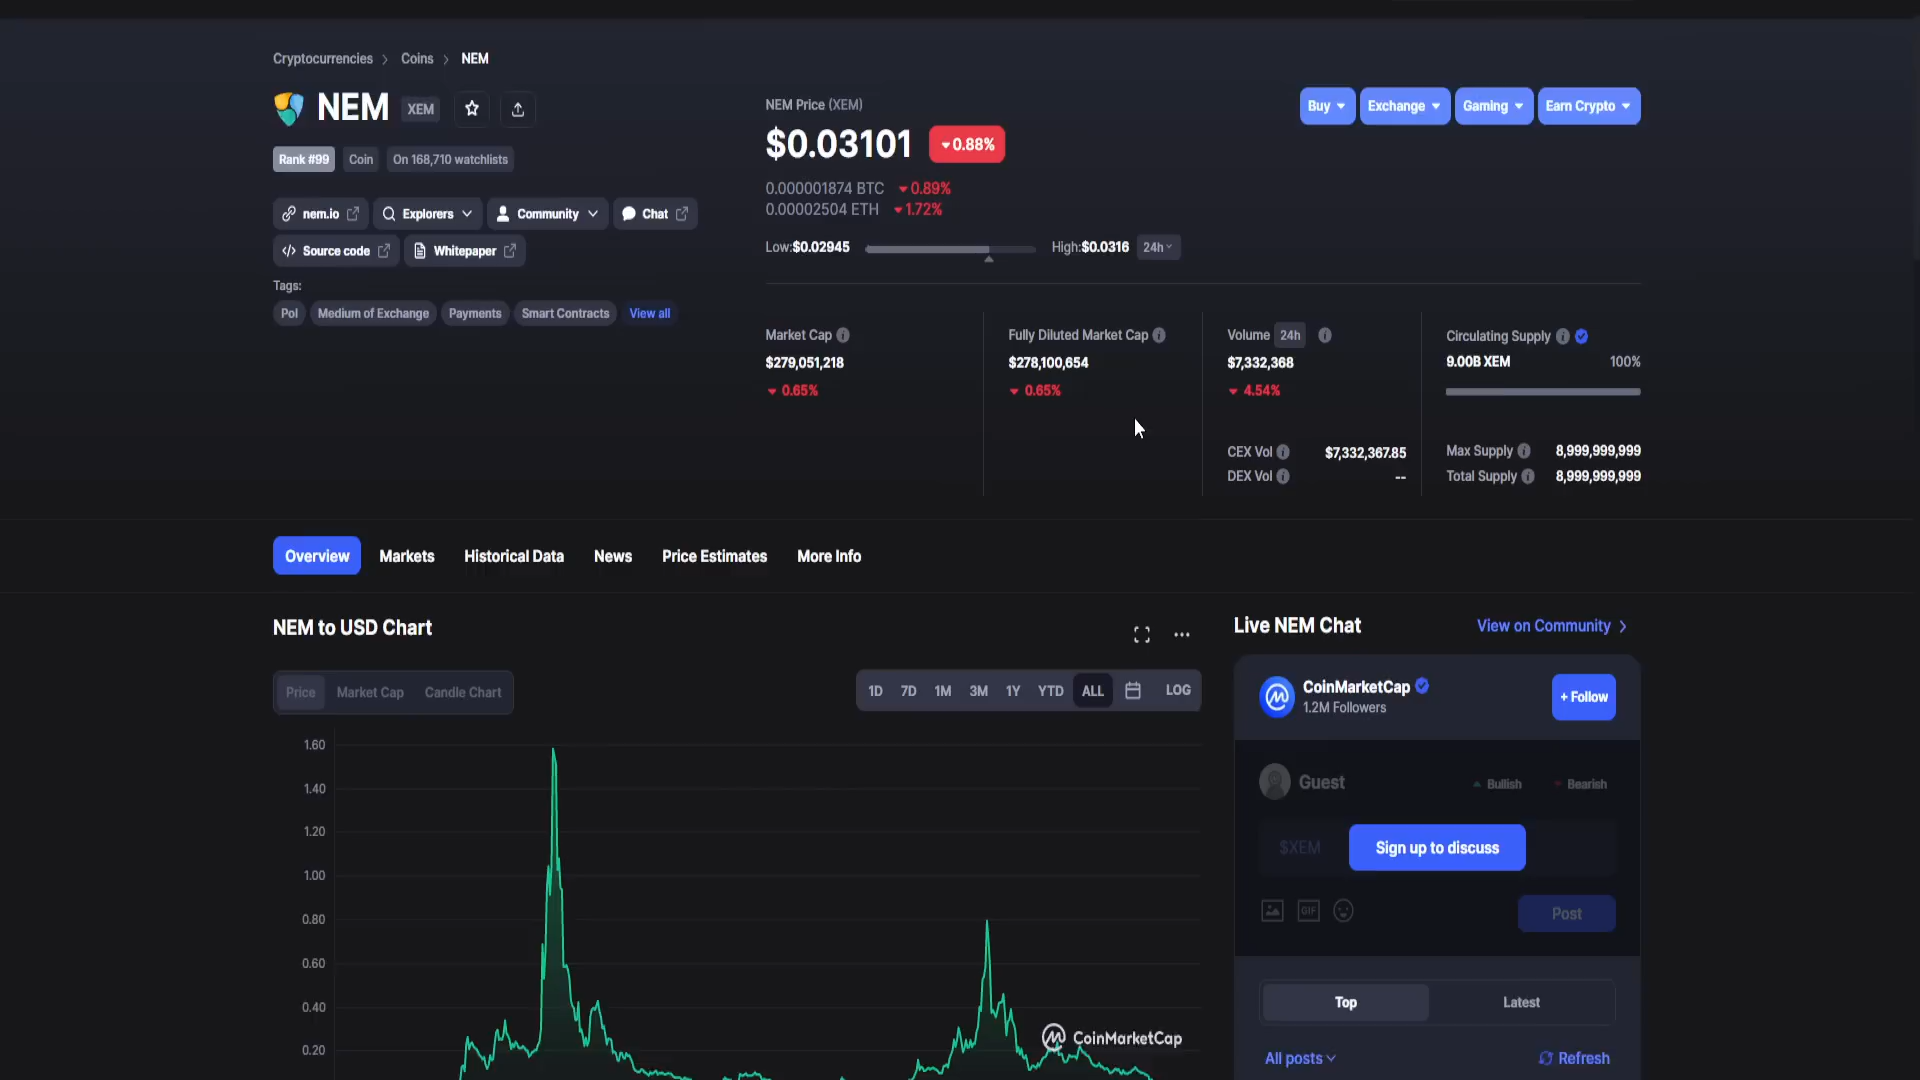 Cryptocurrencies > Coins > NEM
NEM XEM
Rank #99 Coin On 168,710 watchlists
nem.io Explorers Community Chat
Source code Whitepaper
Tags:
PoI Medium of Exchange Payments Smart Contracts View all
NEM Price (XEM)
$0.03101 0.88%
0.000001874 BTC 0.89%
0.00002504 ETH 1.72%
Low:$0.02945 High:$0.0316 24h
Buy Exchange Gaming Earn Crypto
Market Cap
$279,051,218
0.65%
Fully Diluted Market Cap
$278,100,654
0.65%
Volume 24h
$7,332,368
4.54%
CEX Vol $7,332,367.85
DEX Vol --
Circulating Supply
9.00B XEM 100%
Max Supply 8,999,999,999
Total Supply 8,999,999,999
Overview Markets Historical Data News Price Estimates More Info
NEM to USD Chart
Price Market Cap Candle Chart
1D 7D 1M 3M 1Y YTD ALL LOG
1.60
1.40
1.20
1.00
0.80
0.60
0.40
0.20
CoinMarketCap
Live NEM Chat View on Community >
CoinMarketCap
1.2M Followers
+ Follow
Guest Bullish Bearish
$XEM Sign up to discuss
GIF Post
Top Latest
All posts Refresh